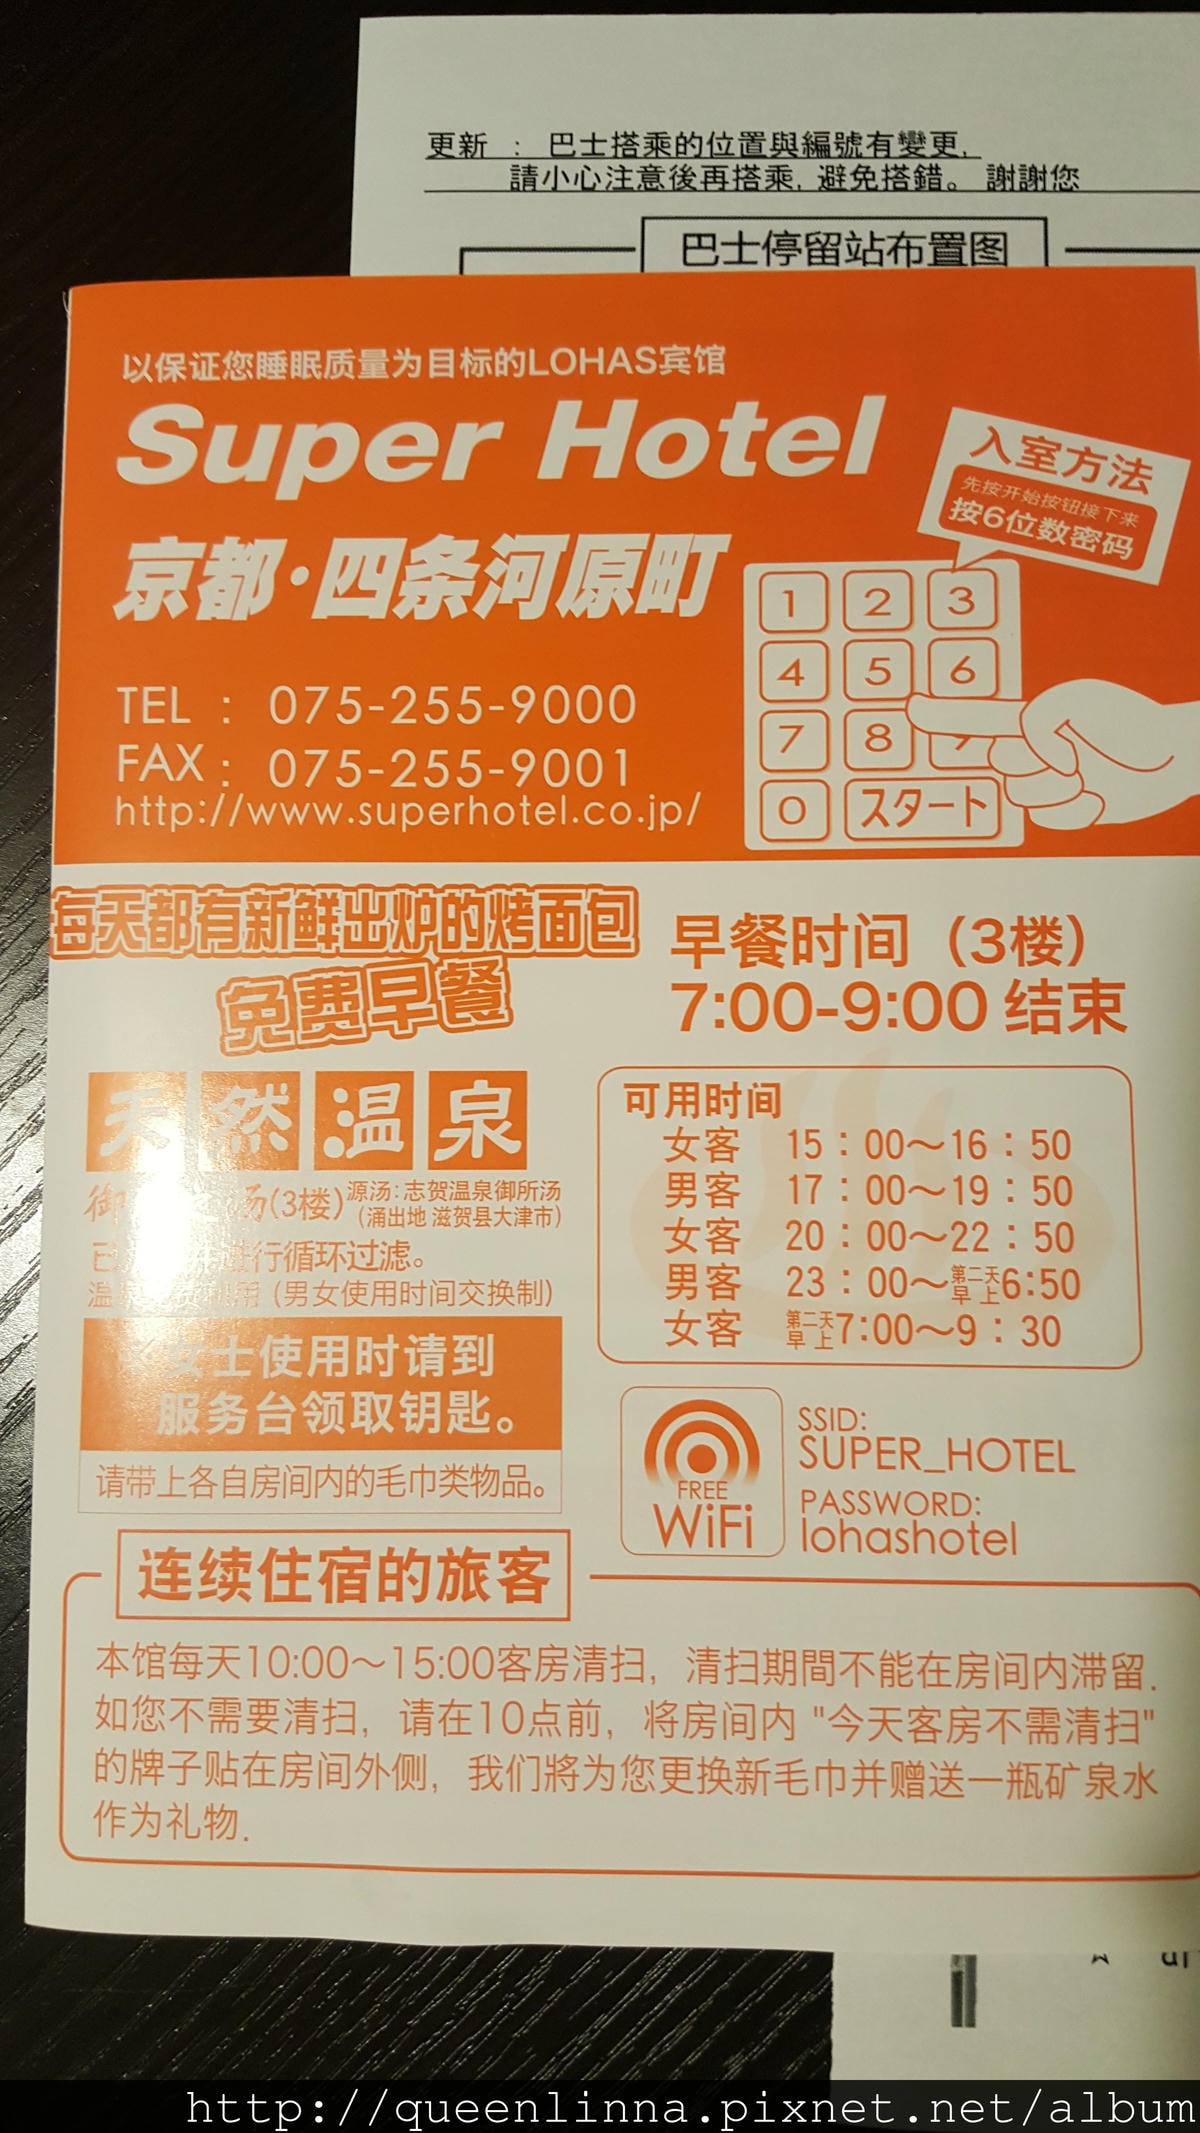 更新 ： 巴士搭乘的位置與編號有變更,
請小心注意後再搭乘, 避免搭錯。 謝謝您
巴士停留站布置图
以保证您睡眠质量为目标的LOHAS宾馆
Super Hotel
京都·四条河原町
TEL : 075-255-9000
FAX : 075-255-9001
http://www.superhotel.co.jp/
入室方法
先按开始按钮接下来
按6位数密码
1 2 3
4 5 6
7 8 9
0 スタート
每天都有新鲜出炉的烤面包
免费早餐
早餐时间（3楼）
7:00-9:00 结束
天然温泉
御 汤(3楼)
源汤: 志贺温泉御所汤
(涌出地 滋贺县大津市)
已 进行循环过滤。
温 用 (男女使用时间交换制)
女士使用时请到
服务台领取钥匙。
请带上各自房间内的毛巾类物品。
可用时间
女客 15：00～16：50
男客 17：00～19：50
女客 20：00～22：50
男客 23：00～第二天早上6:50
女客 第二天早上7:00～9：30
FREE
WiFi
SSID:
SUPER_HOTEL
PASSWORD:
lohashotel
连续住宿的旅客
本馆每天10:00～15:00客房清扫，清扫期間不能在房间内滞留.
如您不需要清扫，请在10点前，将房间内 "今天客房不需清扫"
的牌子贴在房间外侧，我们將为您更换新毛巾并赠送一瓶矿泉水
作为礼物.
http://queenlinna.pixnet.net/album